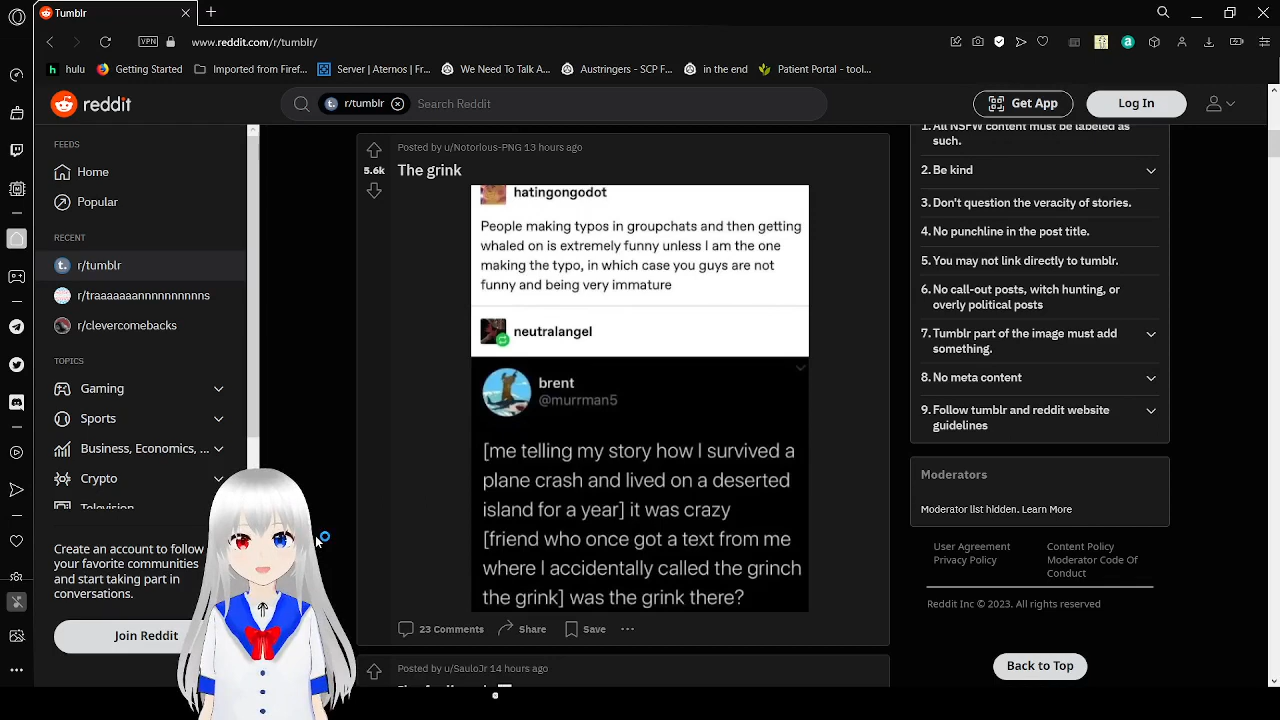 Tumblr
VPN
www.reddit.com/r/tumblr/
hulu
Getting Started
Imported from Firef...
Server | Aternos | Fr...
We Need To Talk A...
Austringers - SCP F...
in the end
Patient Portal - tool...
reddit
r/tumblr
Search Reddit
Get App
Log In
FEEDS
Home
Popular
RECENT
r/tumblr
r/traaaaaaannnnnnnnnns
r/clevercomebacks
TOPICS
Gaming
Sports
Business, Economics, ...
Crypto
Television
Create an account to follow
your favorite communities
and start taking part in
conversations.
Join Reddit
Posted by u/Notorlous-PNG 13 hours ago
5.6k
The grink
hatingongodot
People making typos in groupchats and then getting
whaled on is extremely funny unless I am the one
making the typo, in which case you guys are not
funny and being very immature
neutralangel
brent
@murrman5
[me telling my story how I survived a
plane crash and lived on a deserted
island for a year] it was crazy
[friend who once got a text from me
where I accidentally called the grinch
the grink] was the grink there?
23 Comments
Share
Save
Posted by u/SauloJr 14 hours ago
1. All NSFW content must be labeled as
such.
2. Be kind
3. Don't question the veracity of stories.
4. No punchline in the post title.
5. You may not link directly to tumblr.
6. No call-out posts, witch hunting, or
overly political posts
7. Tumblr part of the image must add
something.
8. No meta content
9. Follow tumblr and reddit website
guidelines
Moderators
Moderator list hidden. Learn More
User Agreement
Privacy Policy
Content Policy
Moderator Code Of
Conduct
Reddit Inc © 2023. All rights reserved
Back to Top